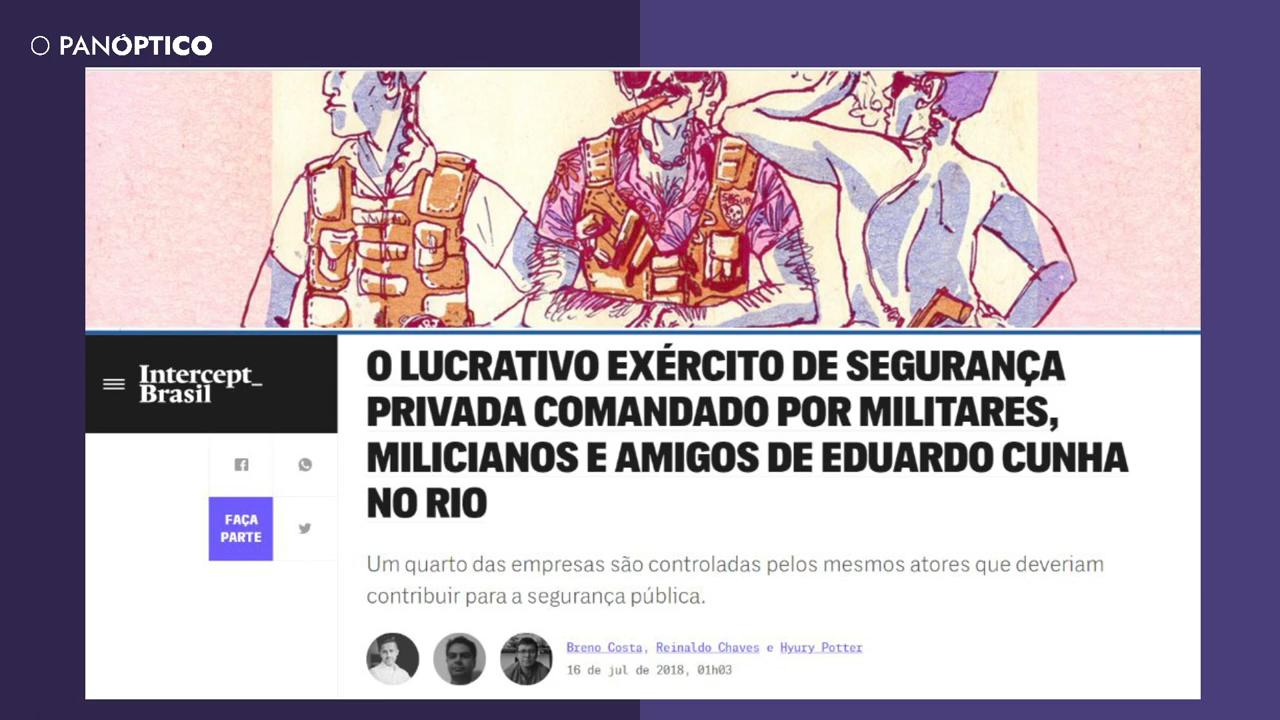 O PANÓPTICO
Intercept_
Brasil
FAÇA
PARTE
O LUCRATIVO EXÉRCITO DE SEGURANÇA
PRIVADA COMANDADO POR MILITARES,
MILICIANOS E AMIGOS DE EDUARDO CUNHA
NO RIO
Um quarto das empresas são controladas pelos mesmos atores que deveriam
contribuir para a segurança pública.
Breno Costa, Reinaldo Chaves e Hyury Potter
16 de jul de 2018, 01h03